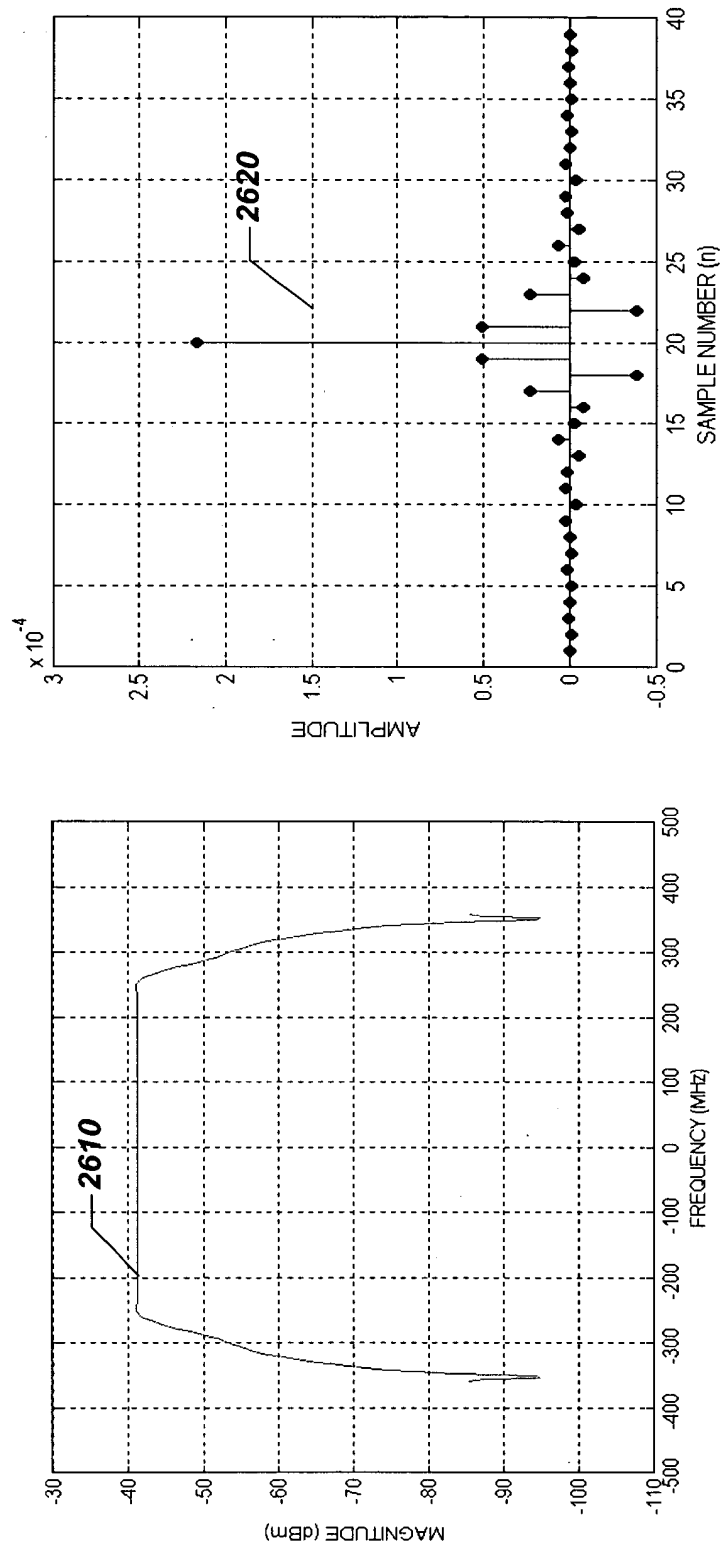 2610
-30
-40
-50
-60
-70
-80
-90
-100
-110
-500 -400 -300 -200 -100 0 100 200 300 400 500
MAGNITUDE (dBm)
FREQUENCY (MHz)
x 10⁻⁴
2620
3
2.5
2
1.5
1
0.5
0
-0.5
0 5 10 15 20 25 30 35 40
AMPLITUDE
SAMPLE NUMBER (n)